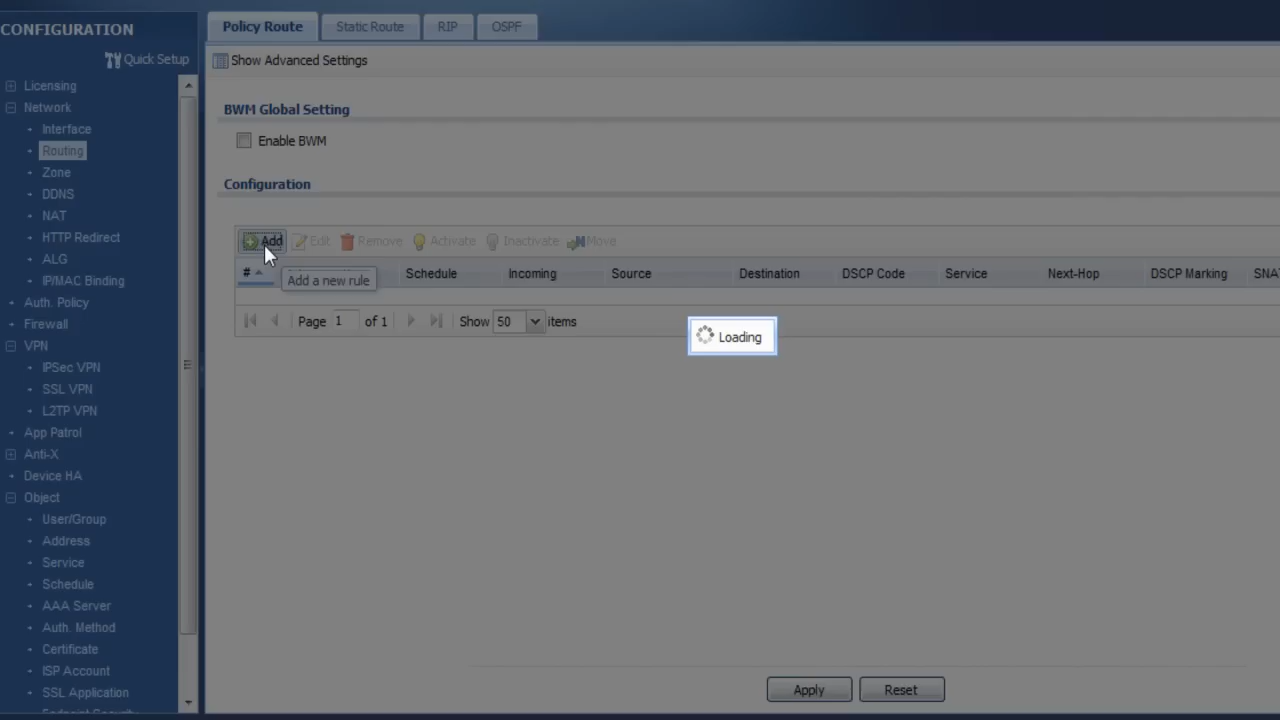 CONFIGURATION
Quick Setup
Licensing
Network
Interface
Routing
Zone
DDNS
NAT
HTTP Redirect
ALG
IP/MAC Binding
Auth. Policy
Firewall
VPN
IPSec VPN
SSL VPN
L2TP VPN
App Patrol
Anti-X
Device HA
Object
User/Group
Address
Service
Schedule
AAA Server
Auth. Method
Certificate
ISP Account
SSL Application
Endpoint Security
Policy Route Static Route RIP OSPF
Show Advanced Settings
BWM Global Setting
Enable BWM
Configuration
Add Edit Remove Activate Inactivate Move
# Schedule Incoming Source Destination DSCP Code Service Next-Hop DSCP Marking SNA
Add a new rule
Page 1 of 1 Show 50 items
Loading
Apply Reset